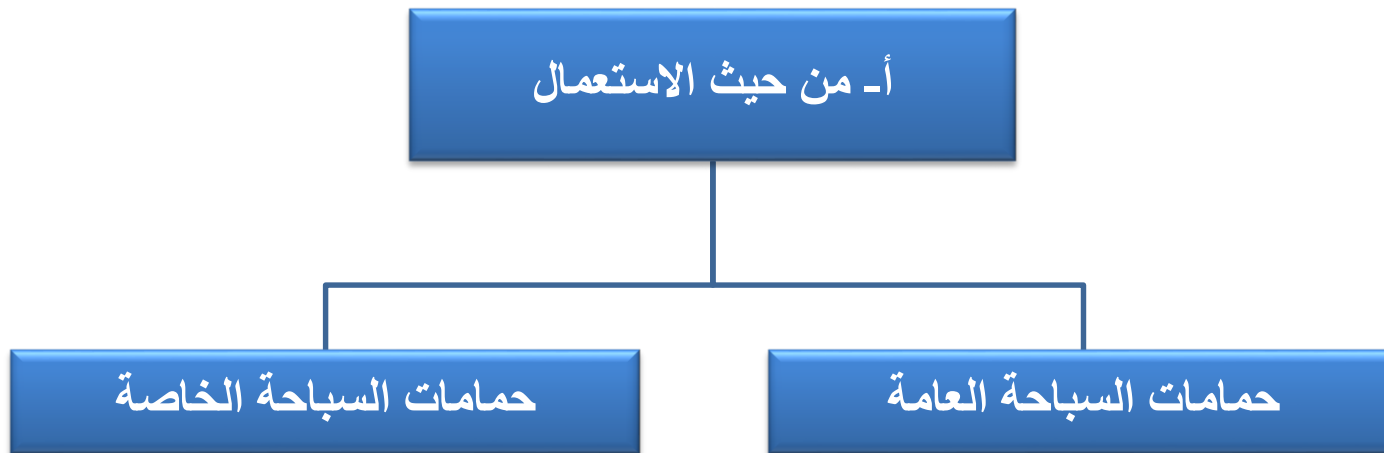 أ- من حيث الاستعمال
حمامات السباحة العامة
حمامات السباحة الخاصة